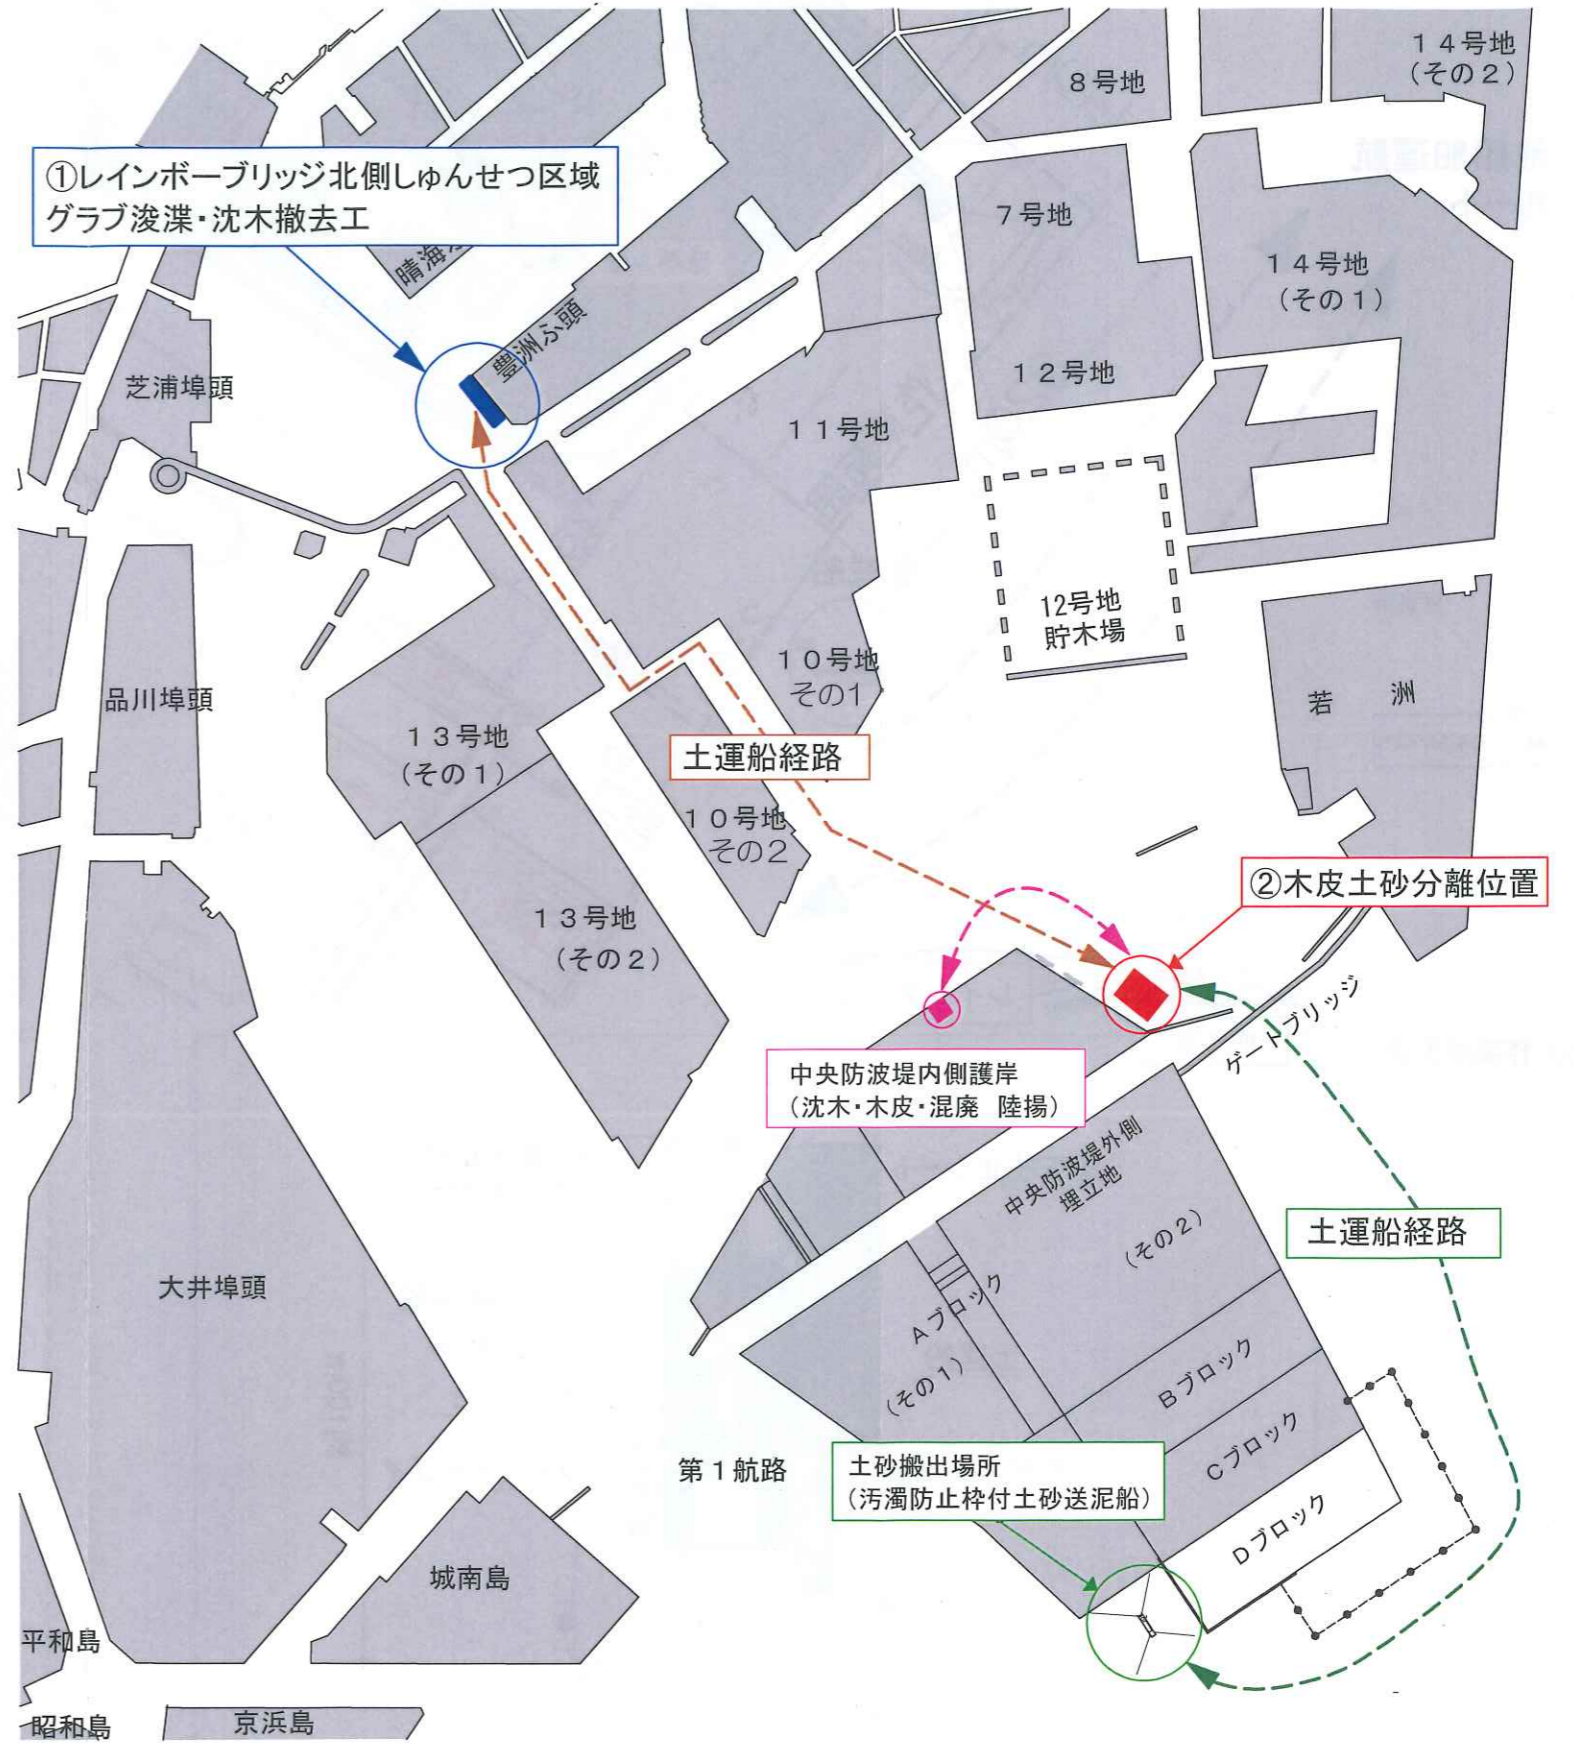 14号地
(その2)
8号地
①レインボーブリッジ北側しゅんせつ区域
グラブ浚渫・沈木撤去工
7号地
晴海
14号地
(その1)
豊洲ふ頭
芝浦埠頭
12号地
11号地
12号地
貯木場
10号地
その1
若 洲
品川埠頭
13号地
(その1)
土運船経路
10号地
その2
②木皮土砂分離位置
13号地
(その2)
ゲートブリッジ
中央防波堤内側護岸
(沈木・木皮・混廃 陸揚)
中央防波堤外側
埋立地
(その2)
土運船経路
大井埠頭
Aブロック
(その1)
Bブロック
Cブロック
第1航路
土砂搬出場所
(汚濁防止枠付土砂送泥船)
Dブロック
城南島
平和島
昭和島
京浜島